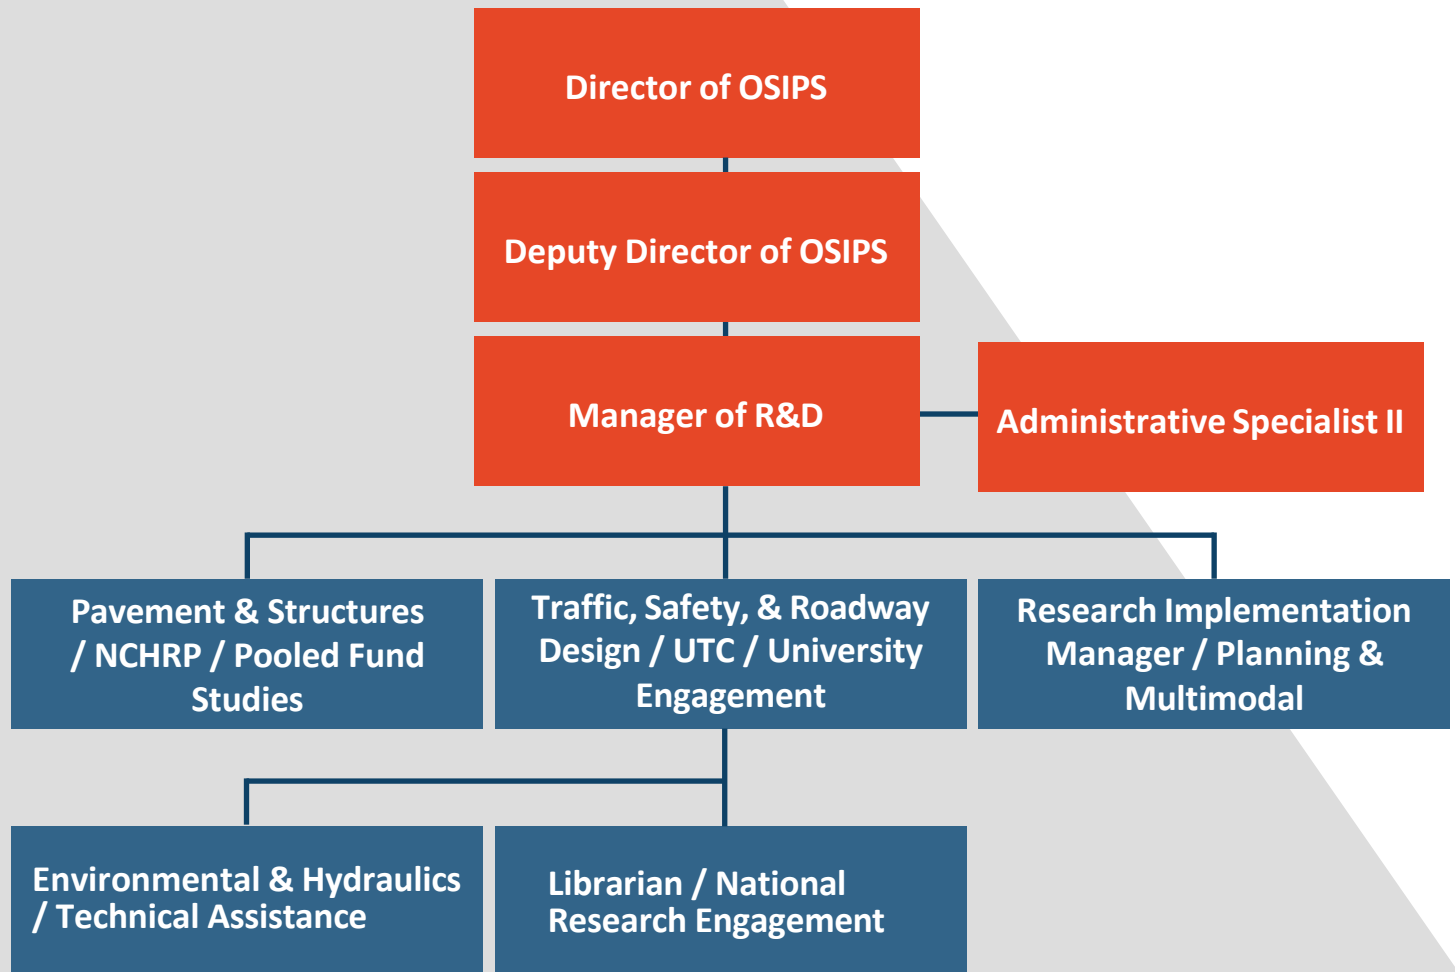 Director of OSIPS
Deputy Director of OSIPS
Manager of R&D
Administrative Specialist II
Pavement & Structures
/ NCHRP / Pooled Fund
Studies
Traffic, Safety, & Roadway
Design / UTC / University
Engagement
Research Implementation
Manager / Planning &
Multimodal
Environmental & Hydraulics
/ Technical Assistance
Librarian / National
Research Engagement